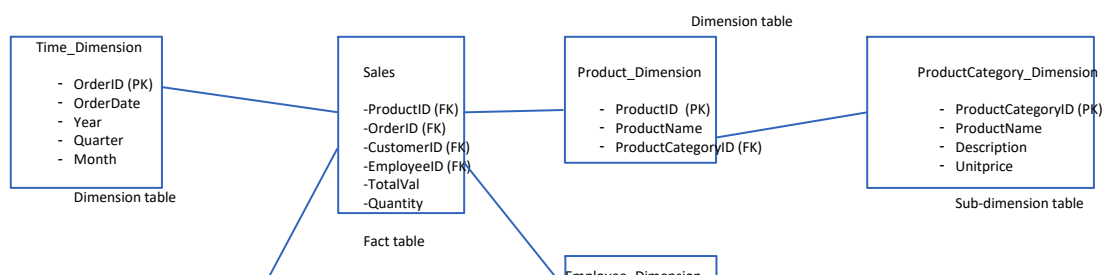 Dimension table
Time_Dimension
- OrderID (PK)
- OrderDate
- Year
- Quarter
- Month
Dimension table
Sales
-ProductID (FK)
-OrderID (FK)
-CustomerID (FK)
-EmployeeID (FK)
-TotalVal
-Quantity
Fact table
Product_Dimension
- ProductID (PK)
- ProductName
- ProductCategoryID (FK)
ProductCategory_Dimension
- ProductCategoryID (PK)
- ProductName
- Description
- Unitprice
Sub-dimension table
Employee_Dimension